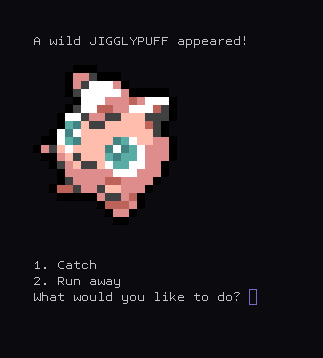 A wild JIGGLYPUFF appeared!
1. Catch
2. Run away
What would you like to do?